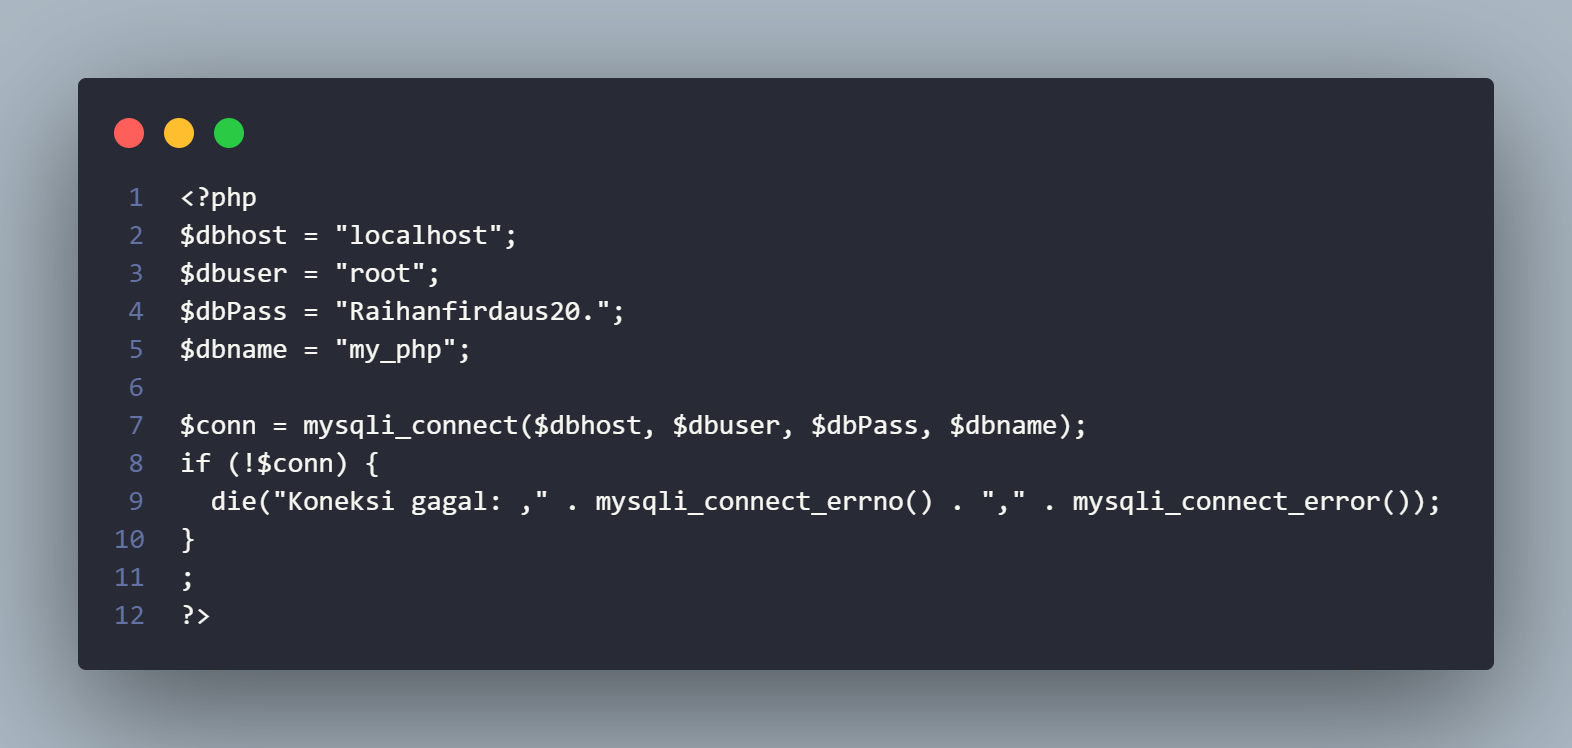 1 <?php
2 $dbhost = "localhost";
3 $dbuser = "root";
4 $dbPass = "Raihanfirdaus20.";
5 $dbname = "my_php";
6
7 $conn = mysqli_connect($dbhost, $dbuser, $dbPass, $dbname);
8 if (!$conn) {
9   die("Koneksi gagal: ," . mysqli_connect_errno() . "," . mysqli_connect_error());
10 }
11 ;
12 ?>